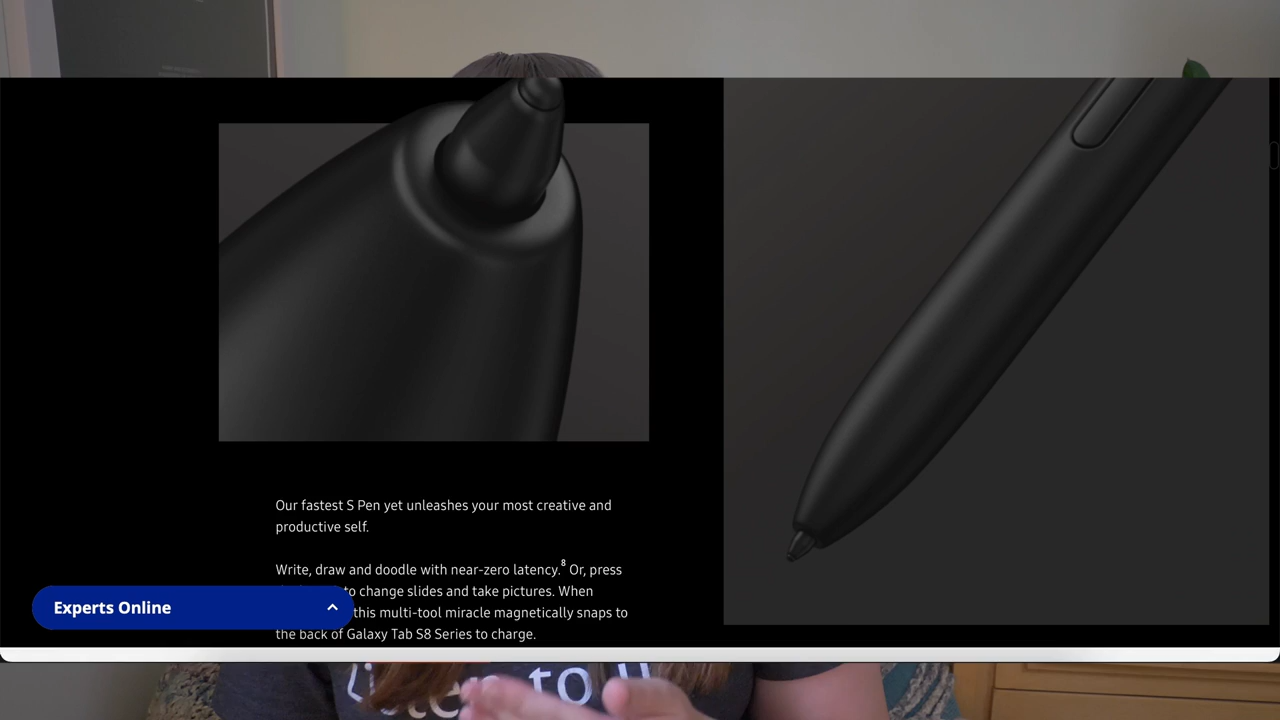 Our fastest S Pen yet unleashes your most creative and
productive self.
Write, draw and doodle with near-zero latency.⁸ Or, press
to change slides and take pictures. When
Experts Online
this multi-tool miracle magnetically snaps to
the back of Galaxy Tab S8 Series to charge.
to